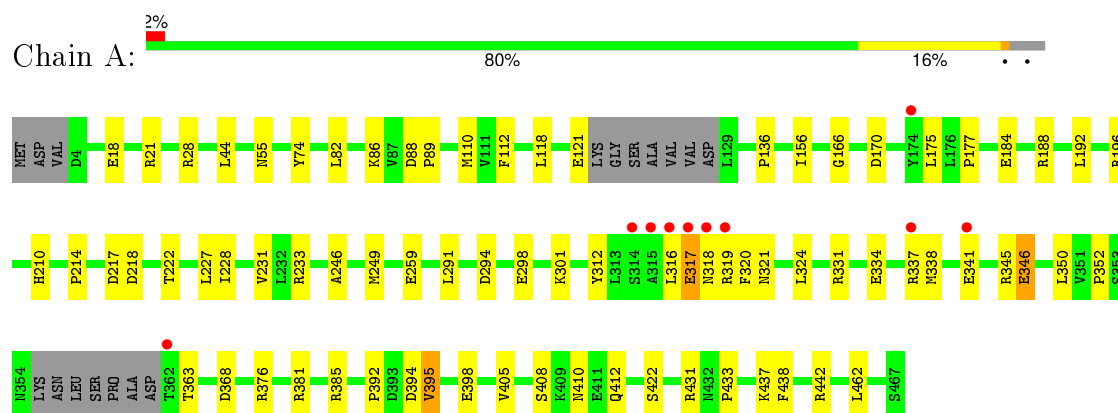 2%
Chain A:
80% 16% • •
MET ASP VAL D4 E18 R21 R28 L44 N55 Y74 L82 K86 V87 D88 P89 M110 V111 F112 L118 E121 LYS GLY SER ALA VAL VAL ASP L129 P136 I156 G166 D170 Y174 L175 L176 P177 E184 R188 L192 R196
H210 P214 D217 D218 T222 L227 I228 V231 L232 R233 A246 M249 E259 L291 D294 E298 K301 Y312 L313 S314 A315 L316 E317 N318 R319 F320 N321 L324 R331 E334 R337 M338 E341 R345 E346 L350 V351 P352 S353
N354 LYS ASN LEU SER PRO ALA ASP T362 T363 D368 R376 R381 R385 P392 D393 D394 V395 E398 V405 S408 K409 N410 E411 Q412 S422 R431 N432 P433 K437 F438 R442 L462 S467